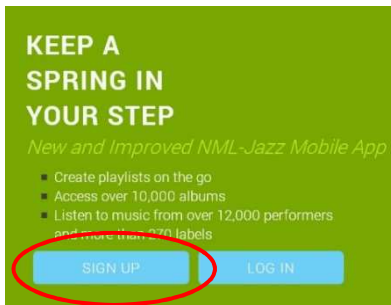 KEEP A
SPRING IN
YOUR STEP
New and Improved NML-Jazz Mobile App
Create playlists on the go
Access over 10,000 albums
Listen to music from over 12,000 performers
and more than 270 labels
SIGN UP
LOG IN